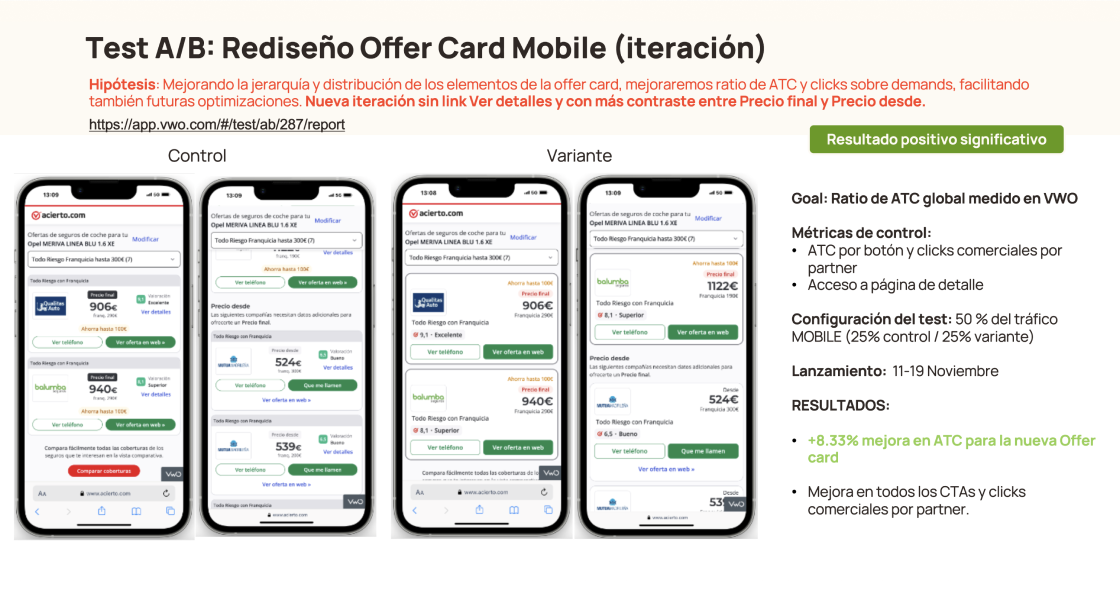 Test A/B: Rediseño Offer Card Mobile (iteración)
Hipótesis: Mejorando la jerarquía y distribución de los elementos de la offer card, mejoraremos ratio de ATC y clicks sobre demands, facilitando
también futuras optimizaciones. Nueva iteración sin link Ver detalles y con más contraste entre Precio final y Precio desde.
https://app.vwo.com/#/test/ab/287/report
Control
Variante
Resultado positivo significativo
13:09
acierto.com
Ofertas de seguros de coche para tu
Opel MERIVA LINEA BLU 1.6 XE
Modificar
Todo Riesgo Franquicia hasta 300€ (7)
Todo Riesgo con Franquicia
Qualitas Auto
Precio final
906€
Franq. 290€
9,1
Valoración
Excelente
Ver detalles
Ahorra hasta 100€
Ver teléfono
Ver oferta en web »
Todo Riesgo con Franquicia
balumba
Precio final
940€
Franq. 290€
8,1
Valoración
Superior
Ver detalles
Ahorra hasta 100€
Ver teléfono
Ver oferta en web »
Compara fácilmente todas las coberturas de los
seguros que te interesan en la vista comparativa.
Comparar coberturas
VWO
AA
www.acierto.com
13:09
Ofertas de seguros de coche para tu
Opel MERIVA LINEA BLU 1.6 XE
Modificar
Todo Riesgo Franquicia hasta 300€ (7)
Franq. 190€
Ver detalles
Ahorra hasta 100€
Ver teléfono
Ver oferta en web »
Precio desde
Las siguientes compañías necesitan datos adicionales para
ofrecerte un Precio final.
Todo Riesgo con Franquicia
Precio desde
524€
Franq. 300€
6,5
Valoración
Bueno
Ver detalles
Ver teléfono
Que me llamen
Ver oferta en web »
Todo Riesgo con Franquicia
Precio desde
539€
Franq. 200€
6,5
Valoración
Bueno
Ver detalles
Ver teléfono
Que me llamen
Ver oferta en web »
Todo Riesgo con Franquicia
VWO
www.acierto.com
13:08
acierto.com
Ofertas de seguros de coche para tu
Opel MERIVA LINEA BLU 1.6 XE
Modificar
Todo Riesgo Franquicia hasta 300€ (7)
Ahorra hasta 100€
Qualitas Auto
Precio final
906€
Franquicia 290€
Todo Riesgo con Franquicia
9,1 · Excelente
Ver teléfono
Ver oferta en web
Ahorra hasta 100€
balumba
Precio final
940€
Franquicia 290€
Todo Riesgo con Franquicia
8,1 · Superior
Ver teléfono
Ver oferta en web
Compara fácilmente todas las coberturas de los
VWO
AA
www.acierto.com
13:09
Ofertas de seguros de coche para tu
Opel MERIVA LINEA BLU 1.6 XE
Modificar
Todo Riesgo Franquicia hasta 300€ (7)
Ahorra hasta 100€
balumba
Precio final
1122€
Franquicia 190€
Todo Riesgo con Franquicia
8,1 · Superior
Ver teléfono
Ver oferta en web
Precio desde
Las siguientes compañías necesitan datos adicionales para
ofrecerte un Precio final.
Desde
524€
Franquicia 300€
Todo Riesgo con Franquicia
6,5 · Bueno
Ver teléfono
Que me llamen
Ver oferta en web »
Desde
53
VWO
www.acierto.com
Goal: Ratio de ATC global medido en VWO
Métricas de control:
• ATC por botón y clicks comerciales por
partner
• Acceso a página de detalle
Configuración del test: 50 % del tráfico
MOBILE (25% control / 25% variante)
Lanzamiento: 11-19 Noviembre
RESULTADOS:
• +8.33% mejora en ATC para la nueva Offer
card
• Mejora en todos los CTAs y clicks
comerciales por partner.